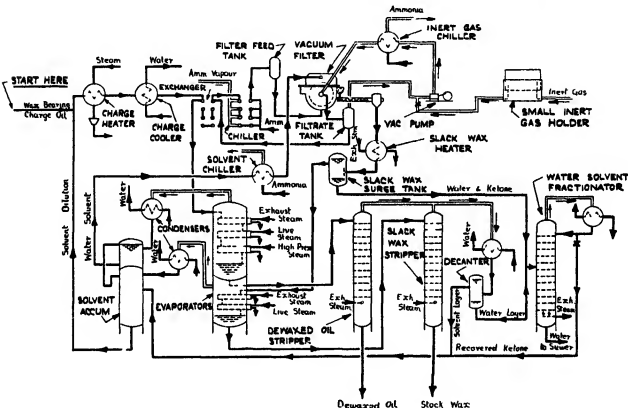 Ammonia
INERT GAS
CHILLER
FILTER FEED
TANK
VACUUM
FILTER
Steam
Water
START HERE
Wax Bearing
Charge Oil
EXCHANGER
Amm Vapour
CHARGE
HEATER
CHARGE
COOLER
CHILLER
Amm
FILTRATE
TANK
VAC PUMP
Inert Gas
SMALL INERT
GAS HOLDER
Exh Stm
SLACK WAX
HEATER
SOLVENT
CHILLER
Ammonia
SLACK WAX
SURGE TANK
Water & Ketone
WATER SOLVENT
FRACTIONATOR
Solvent Dilution
Water
Solvent
Water
CONDENSERS
Water
Exhaust
Steam
Live
Steam
High Pres
Steam
SLACK
WAX
STRIPPER
Water
DECANTER
SOLVENT
ACCUM
EVAPORATORS
Exhaust
Steam
Live Steam
Exh
Steam
Exh
Steam
Solvent Layer
Water Layer
Exh
Steam
Water
to Sewer
DEWAXED OIL
STRIPPER
Recovered Ketone
Dewaxed Oil
Stock Wax